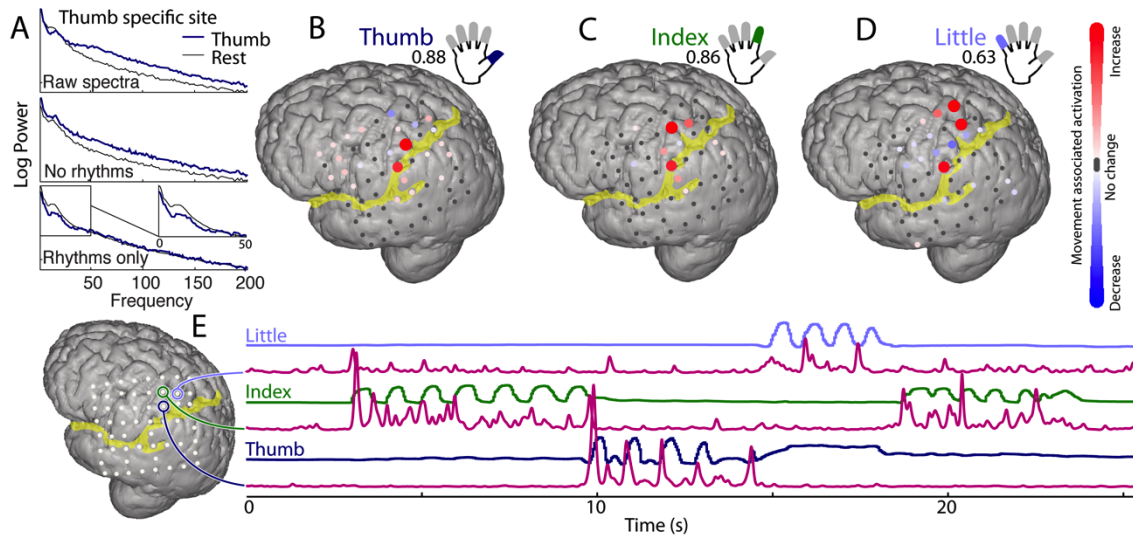 A
Thumb specific site
Thumb
Rest
Raw spectra
No rhythms
Rhythms only
0
50
Log Power
50
100
150
200
Frequency
B
Thumb
0.88
C
Index
0.86
D
Little
0.63
Movement associated activation
Increase
No change
Decrease
E
Little
Index
Thumb
0
10
20
Time (s)